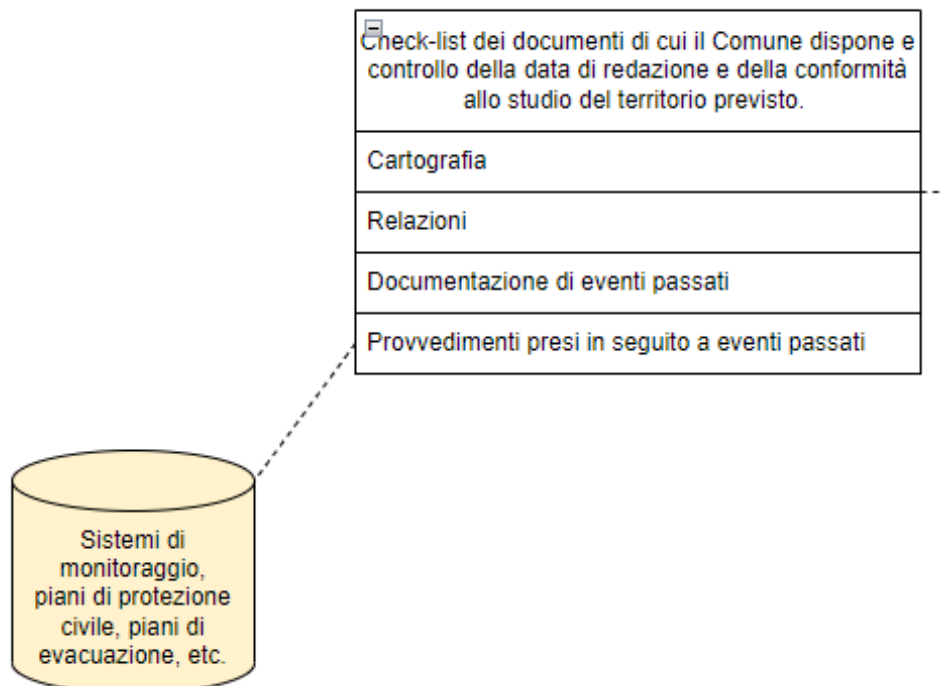 Check-list dei documenti di cui il Comune dispone e
controllo della data di redazione e della conformità
allo studio del territorio previsto.
Cartografia
Relazioni
Documentazione di eventi passati
Provvedimenti presi in seguito a eventi passati
Sistemi di
monitoraggio,
piani di protezione
civile, piani di
evacuazione, etc.